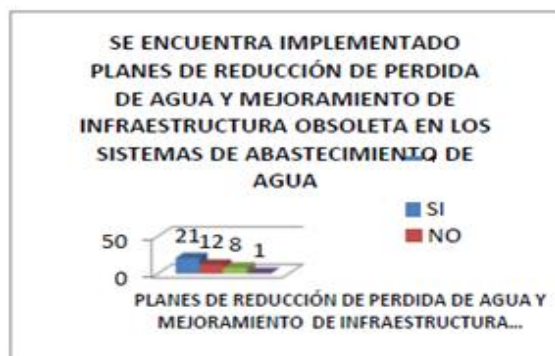 SE ENCUENTRA IMPLEMENTADO
PLANES DE REDUCCIÓN DE PERDIDA
DE AGUA Y MEJORAMIENTO DE
INFRAESTRUCTURA OBSOLETA EN LOS
SISTEMAS DE ABASTECIMIENTO DE
AGUA
SI
NO
50
21 12 8 1
0
PLANES DE REDUCCIÓN DE PERDIDA DE AGUA Y
MEJORAMIENTO DE INFRAESTRUCTURA...